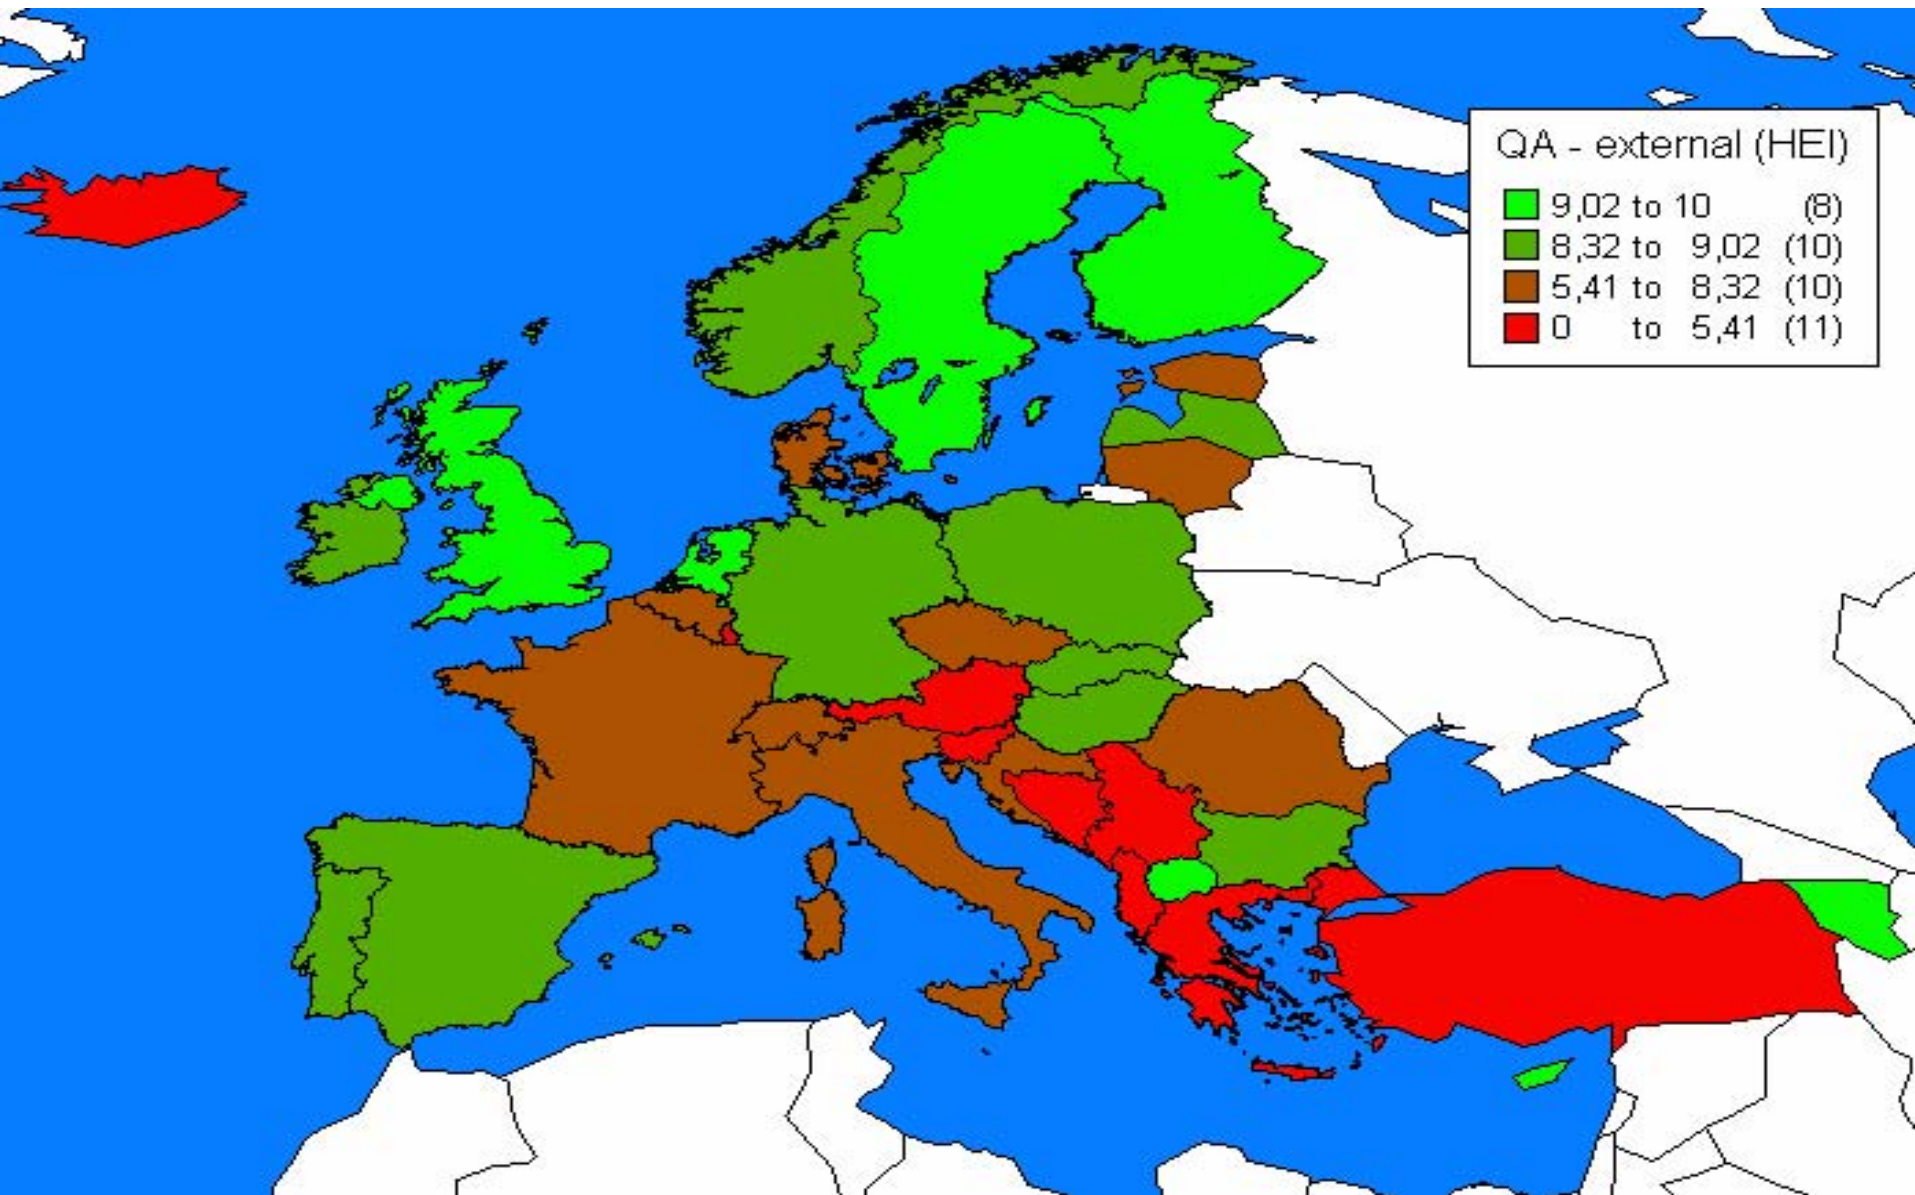 QA - external (HEI)
9,02 to 10 (8)
8,32 to 9,02 (10)
5,41 to 8,32 (10)
0 to 5,41 (11)